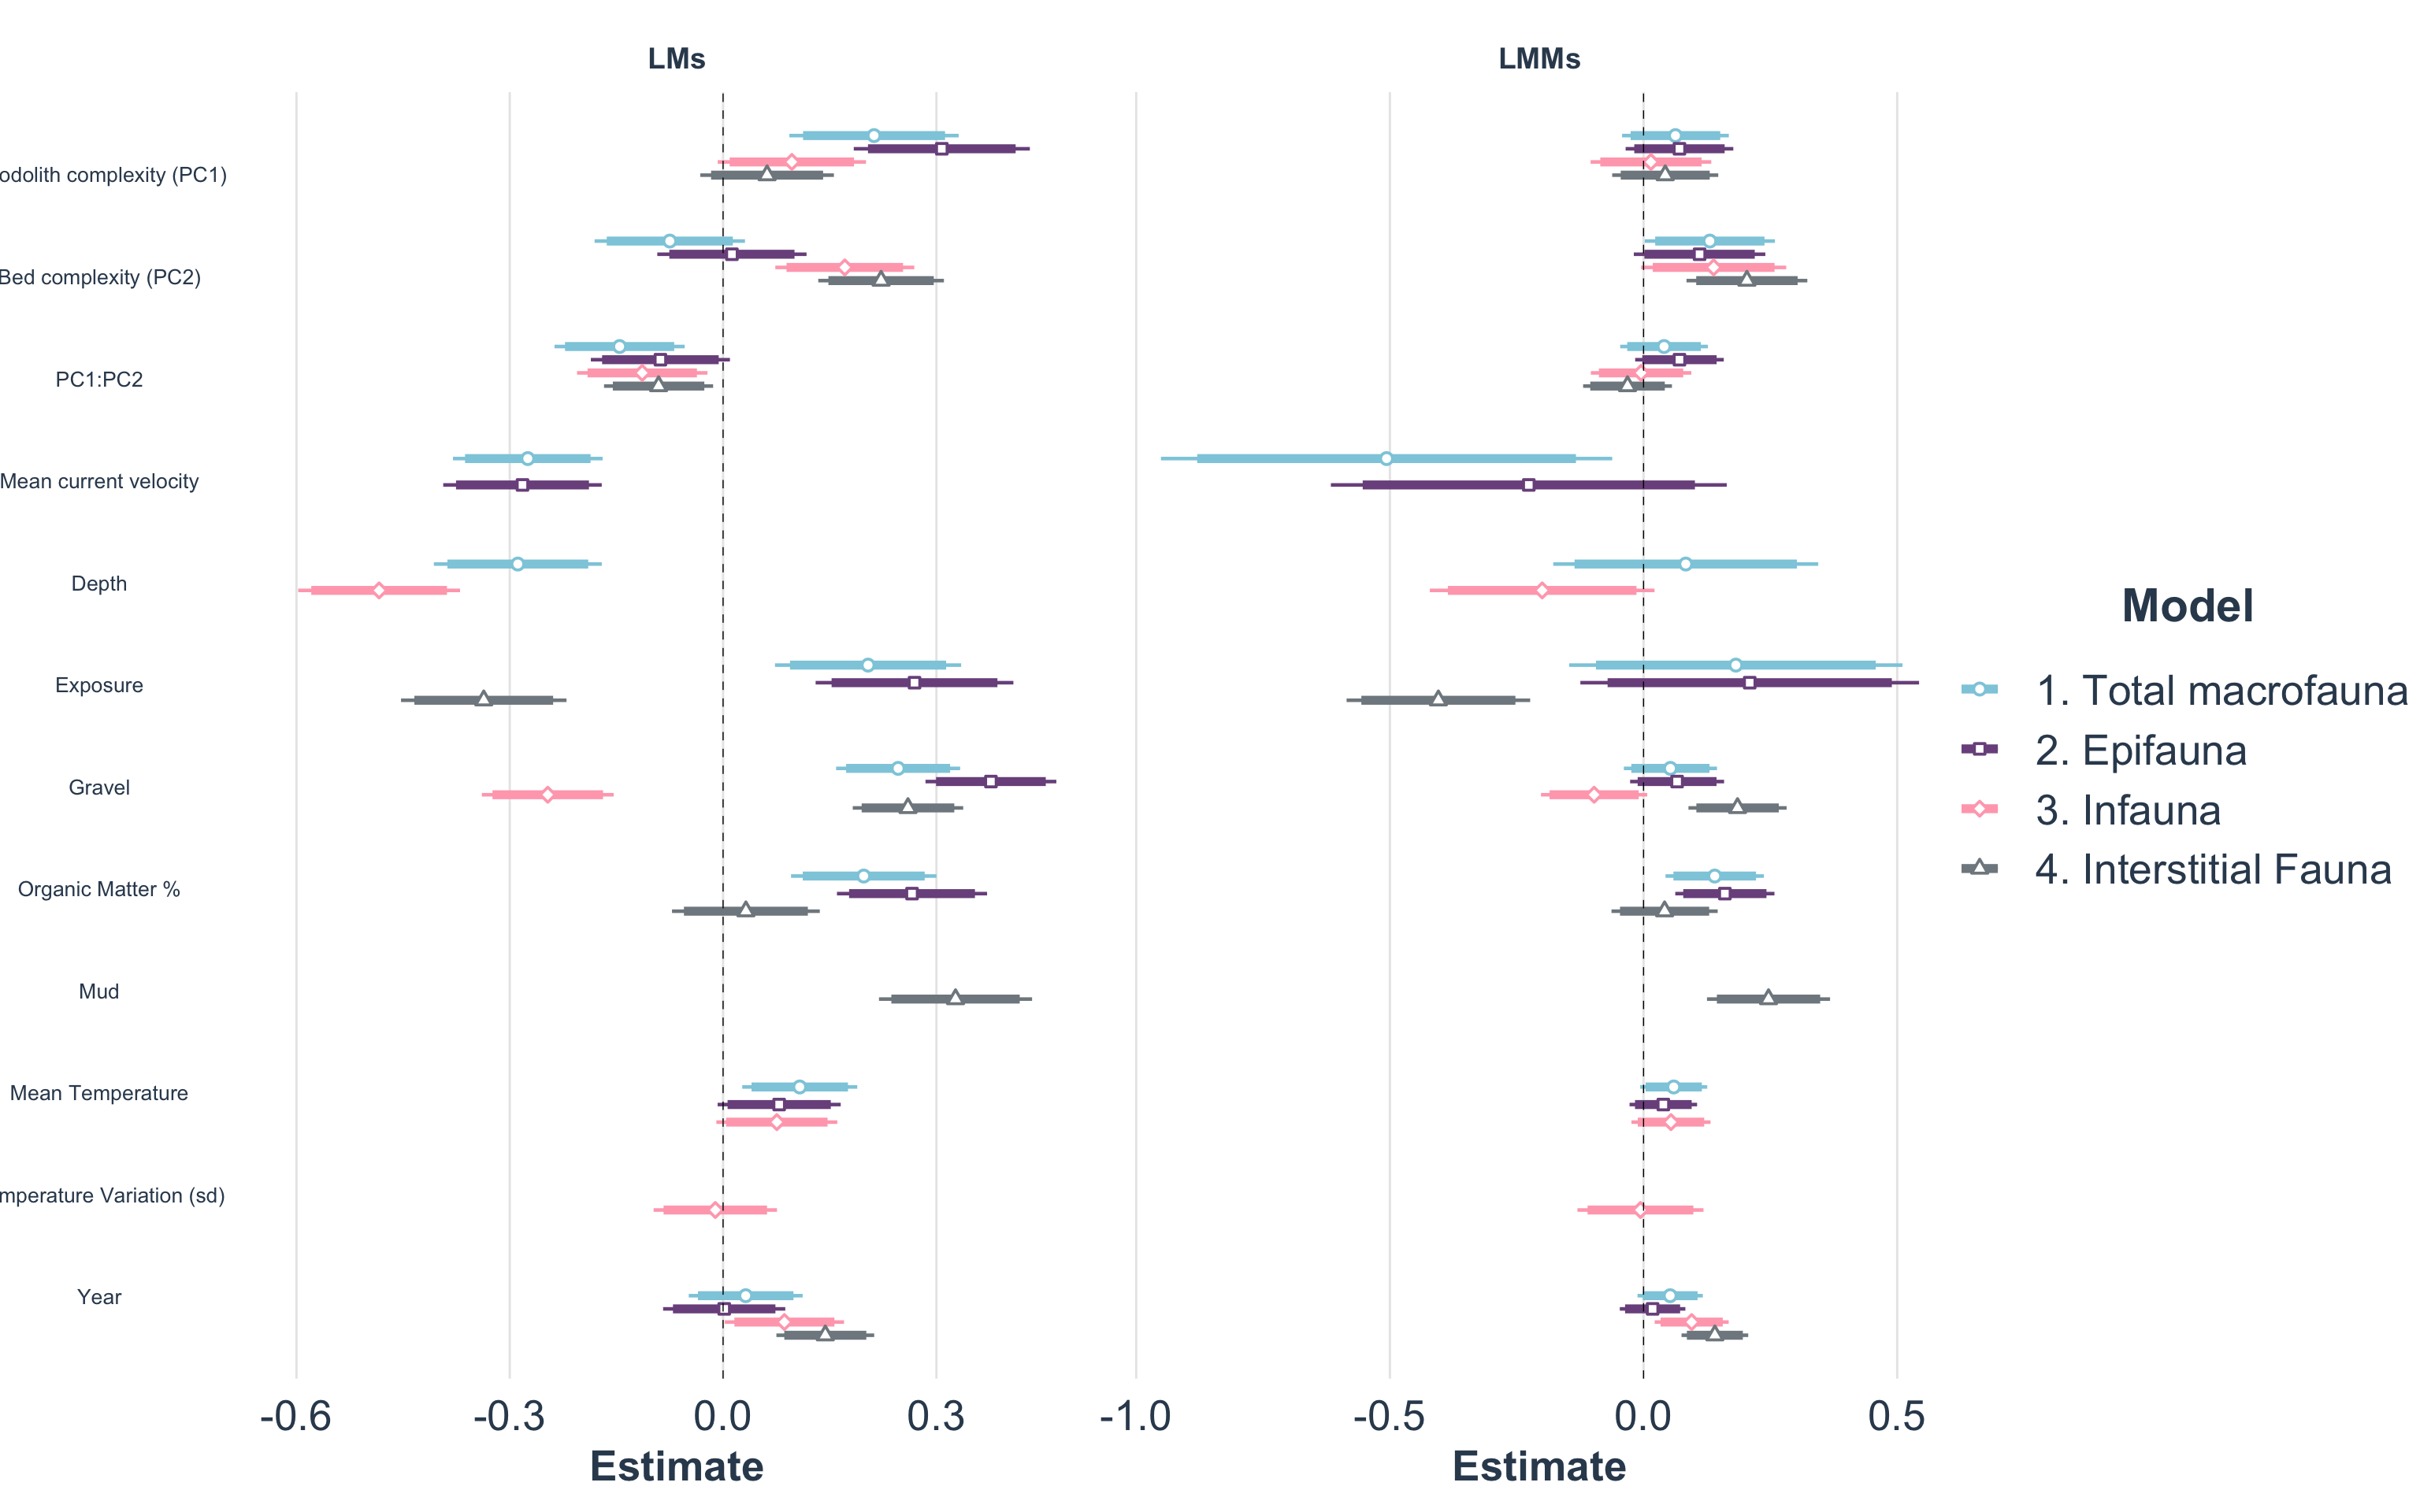 LMs
LMMs
odolith complexity (PC1)
Bed complexity (PC2)
PC1:PC2
Mean current velocity
Depth
Exposure
Gravel
Organic Matter %
Mud
Mean Temperature
mperature Variation (sd)
Year
-0.6 -0.3 0.0 0.3
-1.0 -0.5 0.0 0.5
Estimate
Estimate
Model
1. Total macrofauna
2. Epifauna
3. Infauna
4. Interstitial Fauna